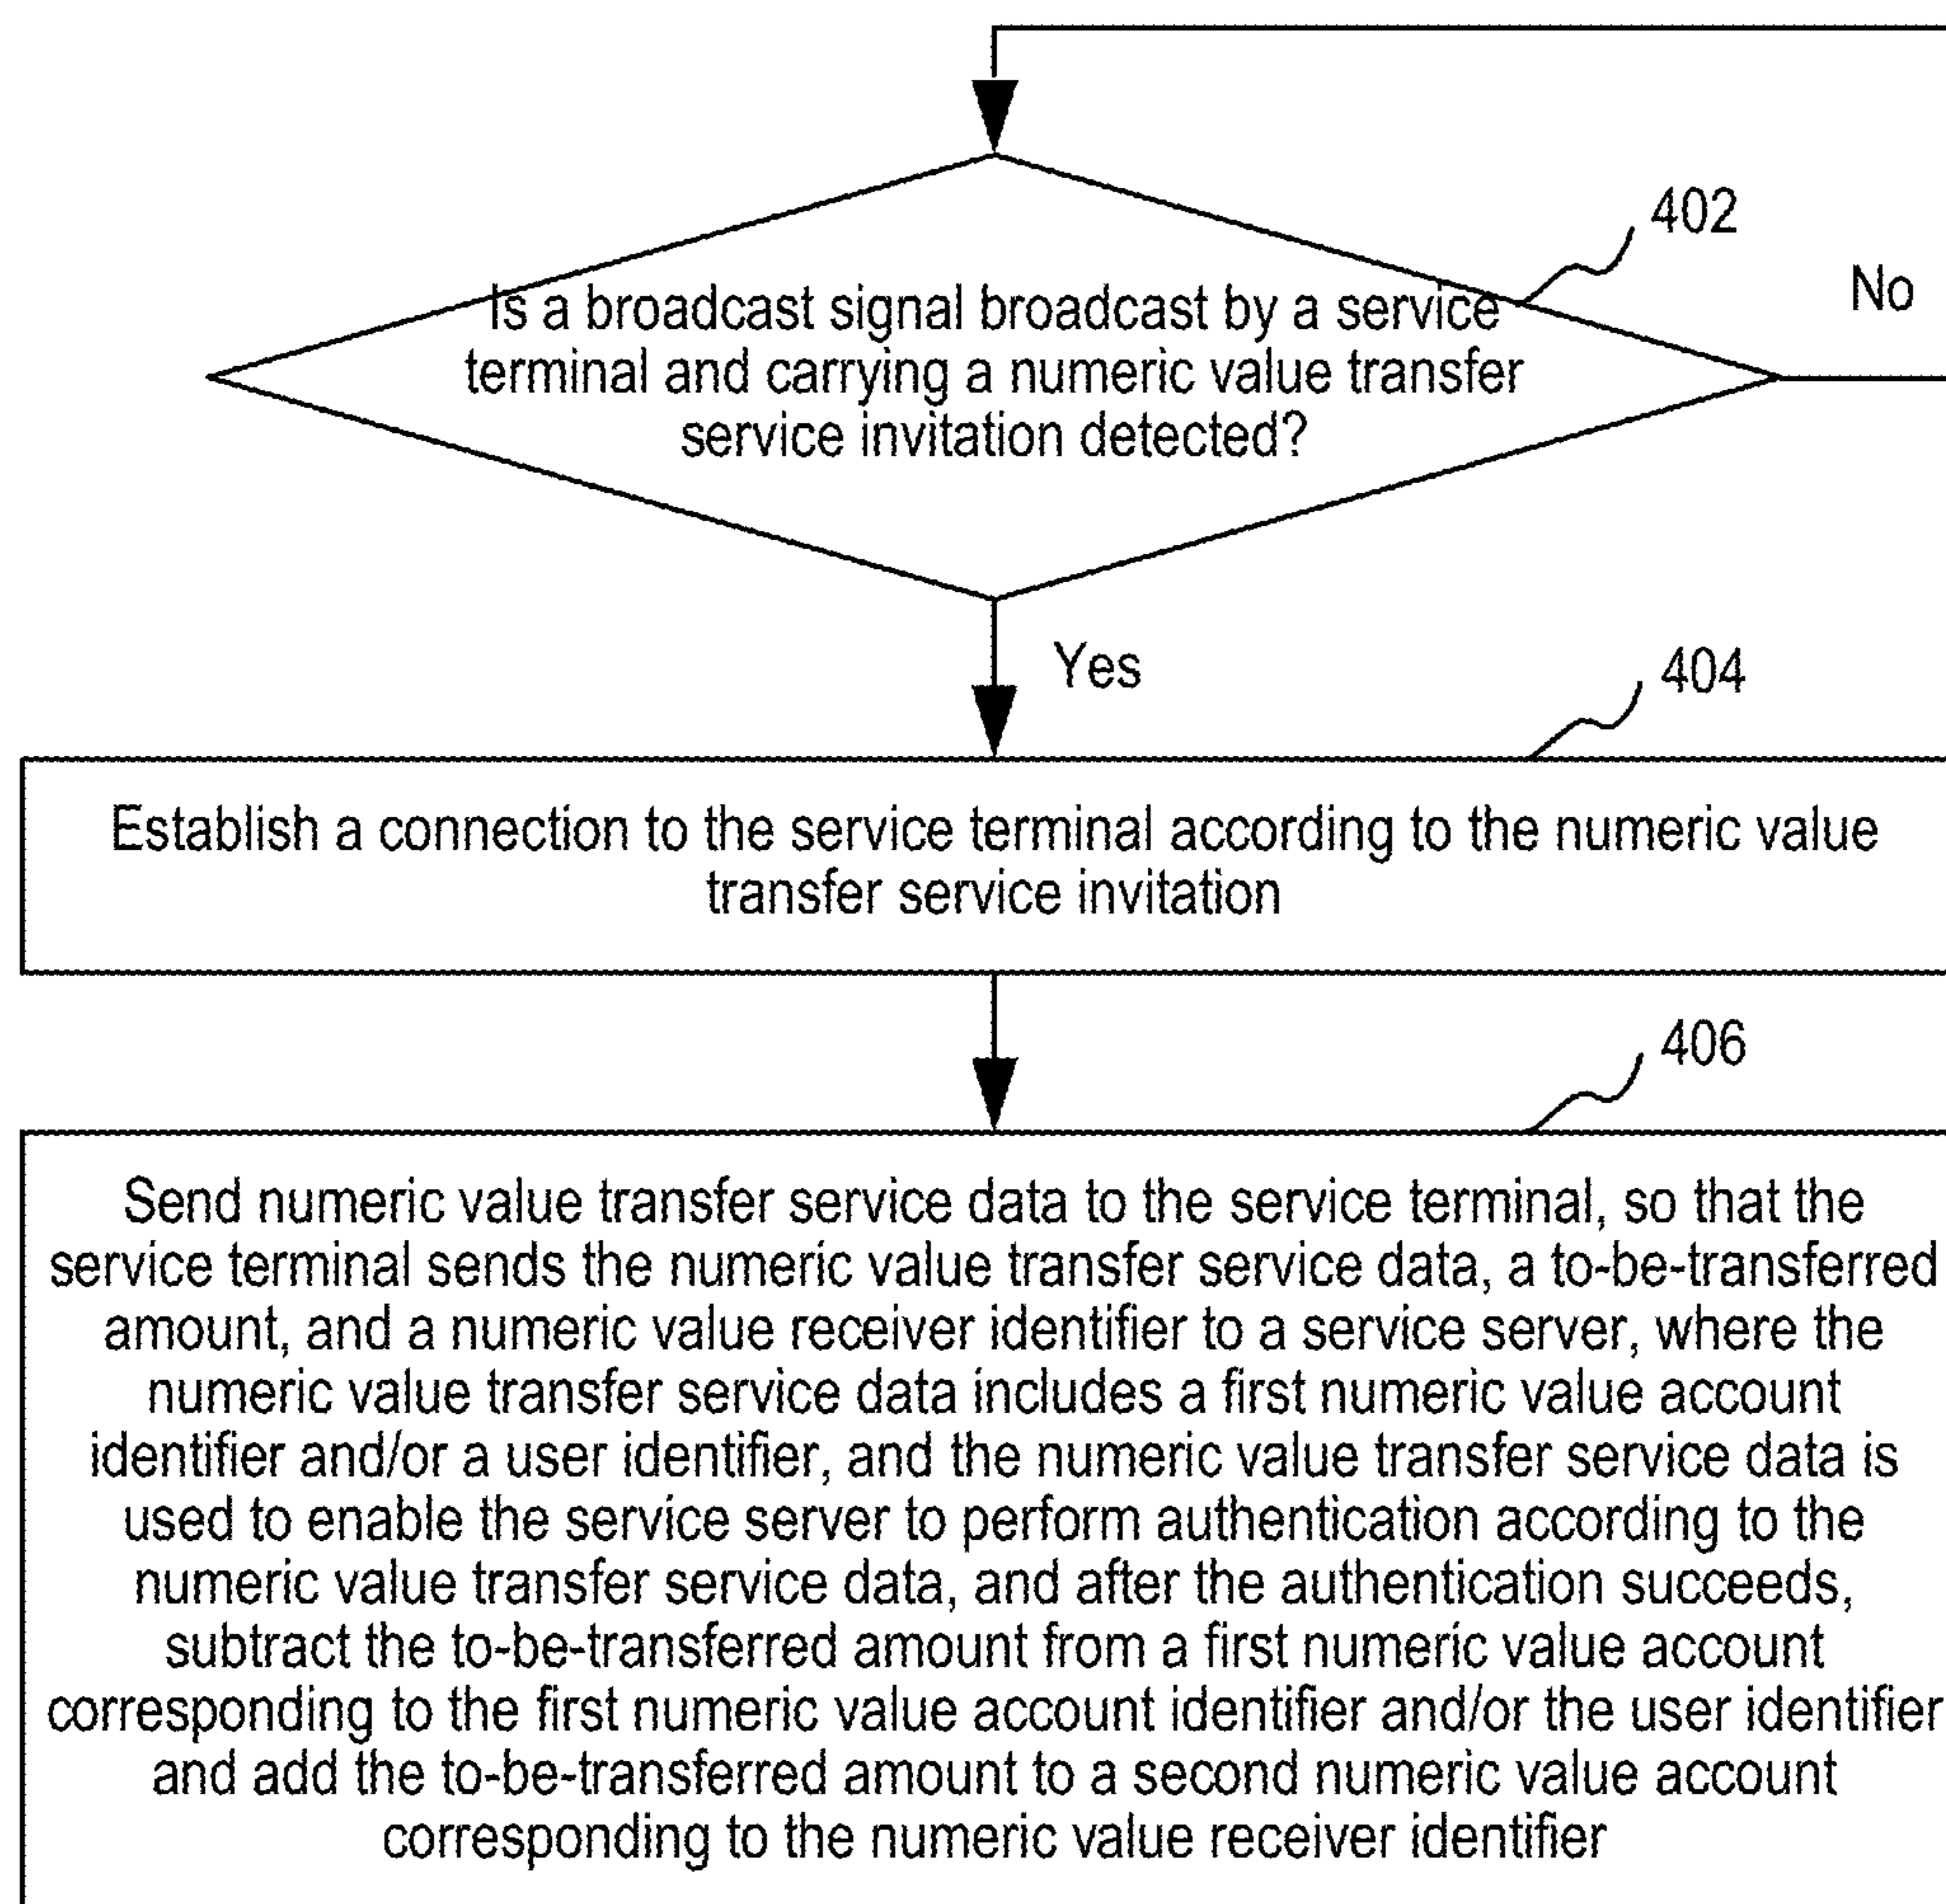 402
No
Is a broadcast signal broadcast by a service
terminal and carrying a numeric value transfer
service invitation detected?
Yes
404
Establish a connection to the service terminal according to the numeric value
transfer service invitation
406
Send numeric value transfer service data to the service terminal, so that the
service terminal sends the numeric value transfer service data, a to-be-transferred
amount, and a numeric value receiver identifier to a service server, where the
numeric value transfer service data includes a first numeric value account
identifier and/or a user identifier, and the numeric value transfer service data is
used to enable the service server to perform authentication according to the
numeric value transfer service data, and after the authentication succeeds,
subtract the to-be-transferred amount from a first numeric value account
corresponding to the first numeric value account identifier and/or the user identifier
and add the to-be-transferred amount to a second numeric value account
corresponding to the numeric value receiver identifier